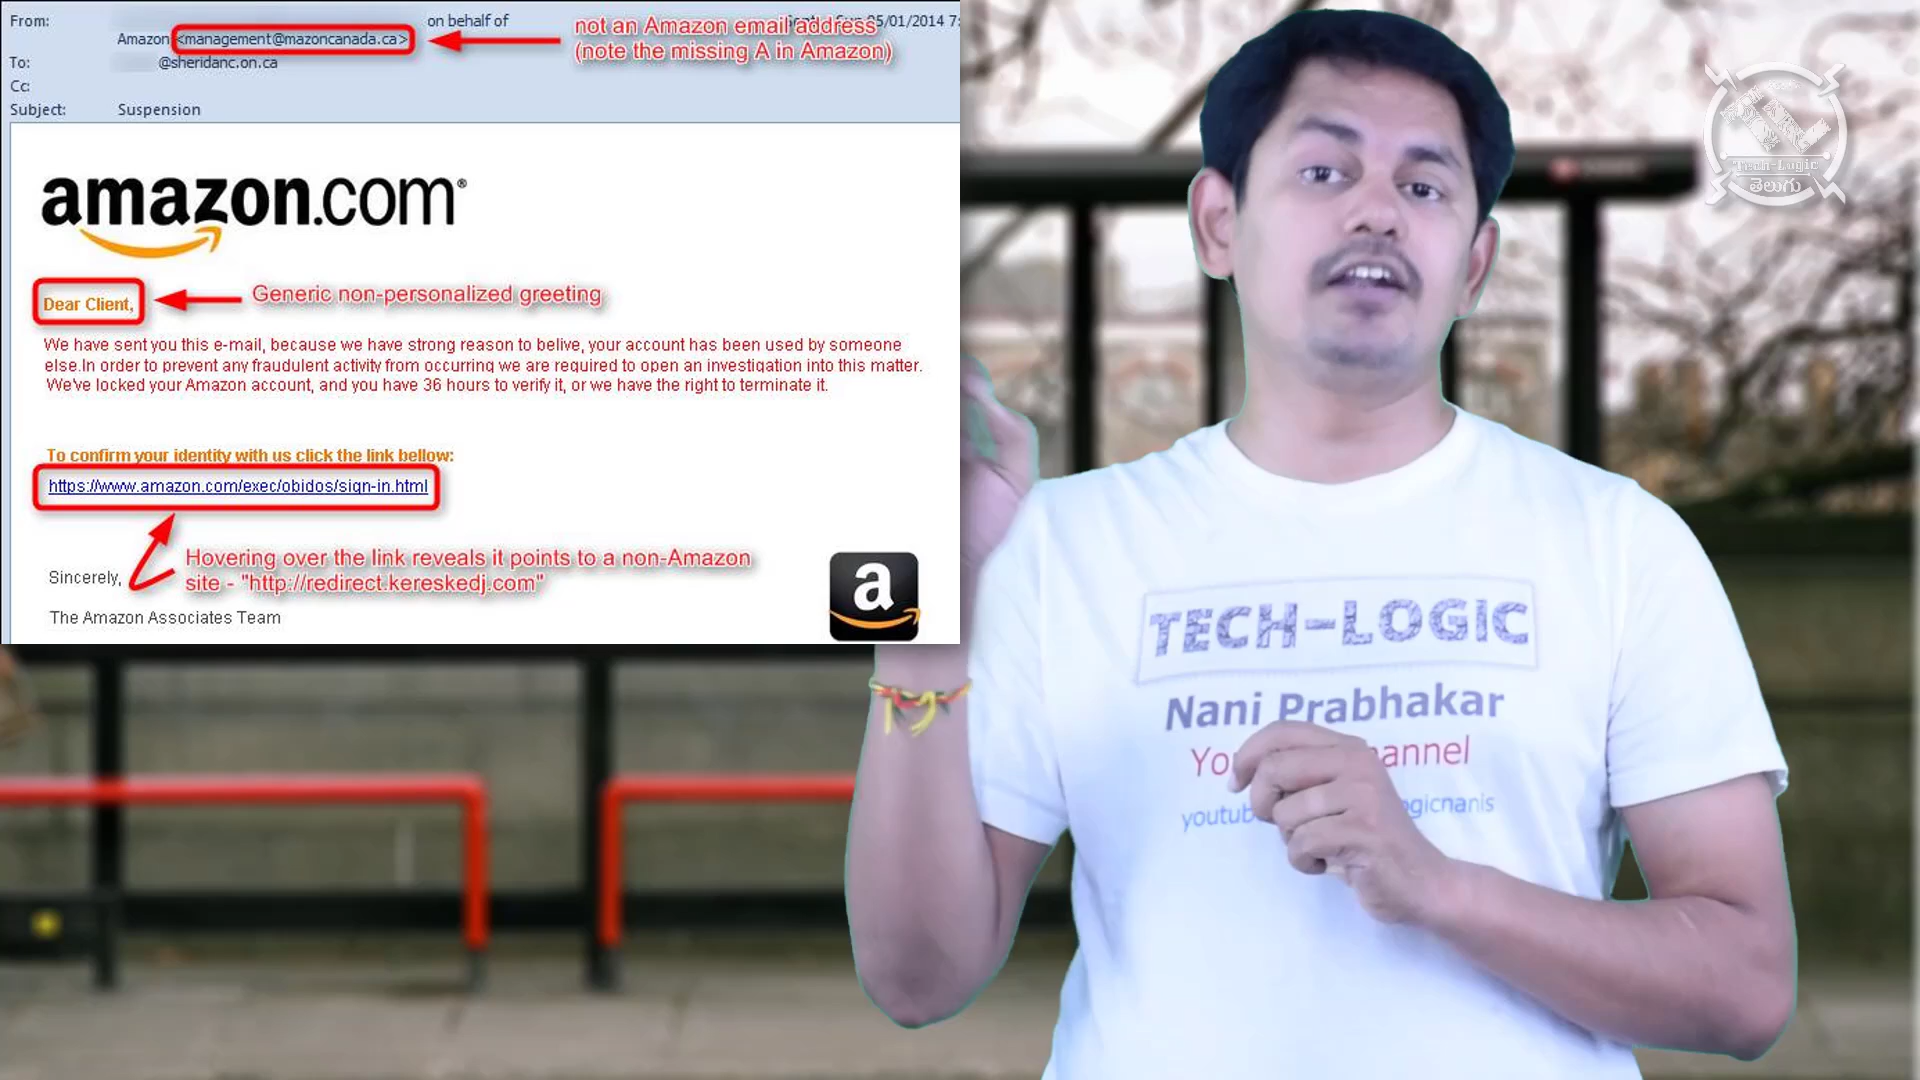 From: on behalf of
Amazon <management@mazoncanada.ca>
To: @sheridanc.on.ca
Cc:
Subject: Suspension
05/01/2014 7:
not an Amazon email address
(note the missing A in Amazon)
amazon.com®
Dear Client,
Generic non-personalized greeting
We have sent you this e-mail, because we have strong reason to belive, your account has been used by someone
else.In order to prevent any fraudulent activity from occurring we are required to open an investigation into this matter.
We've locked your Amazon account, and you have 36 hours to verify it, or we have the right to terminate it.
To confirm your identity with us click the link bellow:
https://www.amazon.com/exec/obidos/sign-in.html
Hovering over the link reveals it points to a non-Amazon
site - "http://redirect.kereskedj.com"
Sincerely,
The Amazon Associates Team
a
Tech-Logic
తెలుగు
TECH-LOGIC
Nani Prabhakar